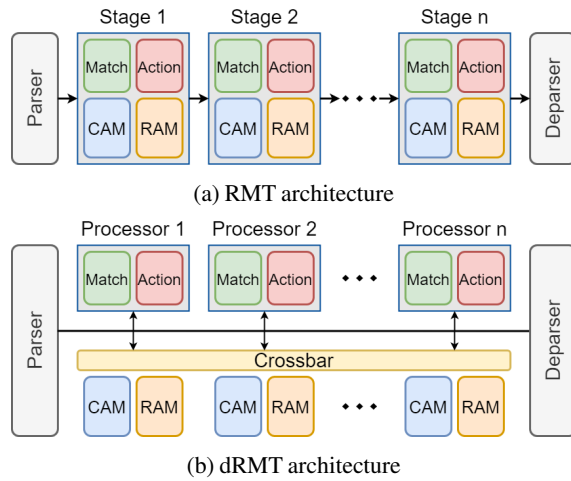 Stage 1 Stage 2 Stage n
Parser Match Action Match Action Match Action Deparser
CAM RAM CAM RAM CAM RAM
(a) RMT architecture
Processor 1 Processor 2 Processor n
Parser Match Action Match Action Match Action Deparser
Crossbar
CAM RAM CAM RAM CAM RAM
(b) dRMT architecture